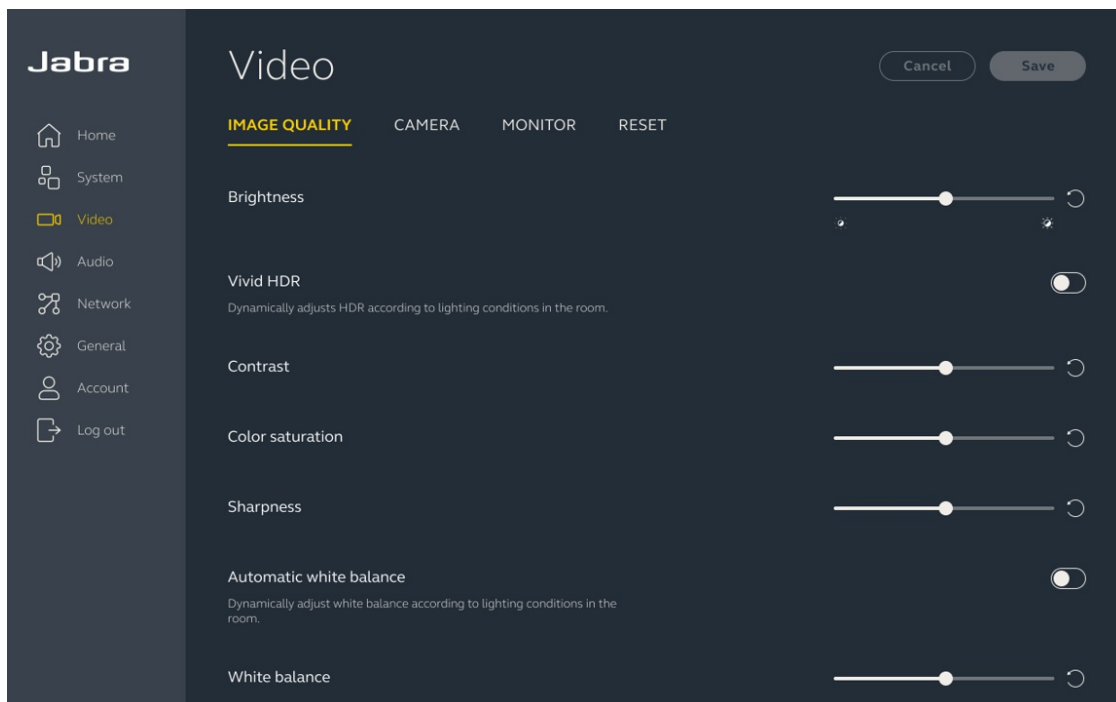 Jabra
Home
System
Video
Audio
Network
General
Account
Log out
Video
Cancel
Save
IMAGE QUALITY
CAMERA
MONITOR
RESET
Brightness
Vivid HDR
Dynamically adjusts HDR according to lighting conditions in the room.
Contrast
Color saturation
Sharpness
Automatic white balance
Dynamically adjust white balance according to lighting conditions in the
room.
White balance